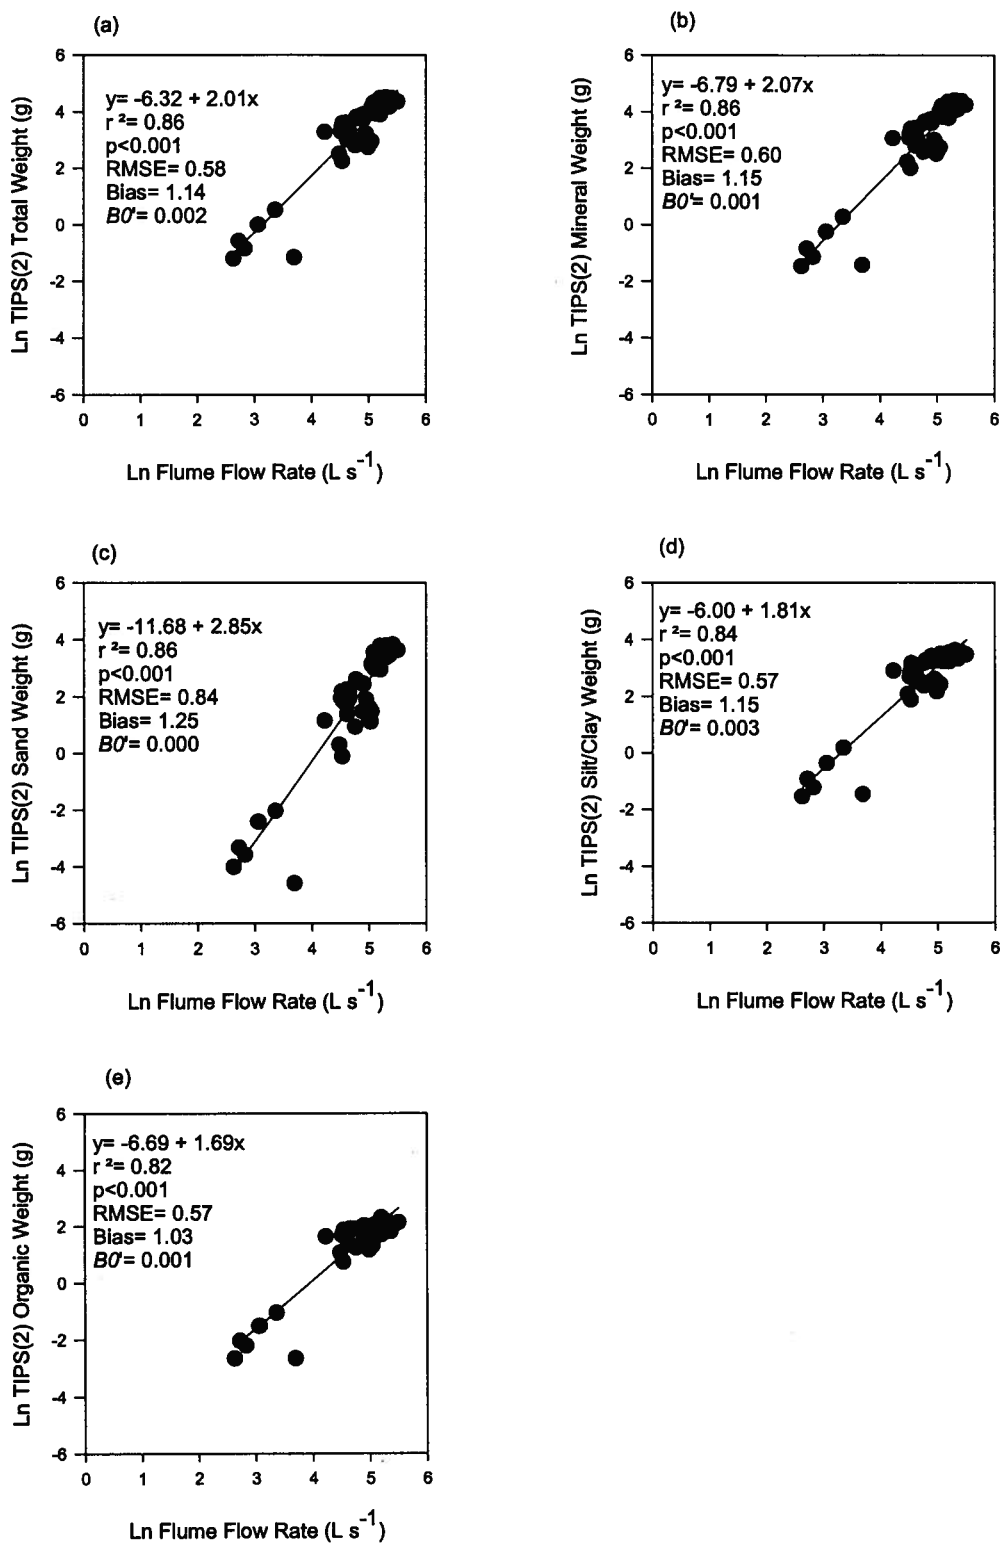 (a)
Ln TIPS(2) Total Weight (g)
y= -6.32 + 2.01x
r ²= 0.86
p<0.001
RMSE= 0.58
Bias= 1.14
B0'= 0.002
6
4
2
0
-2
-4
-6
0 1 2 3 4 5 6
Ln Flume Flow Rate (L s⁻¹)
(b)
Ln TIPS(2) Mineral Weight (g)
y= -6.79 + 2.07x
r ²= 0.86
p<0.001
RMSE= 0.60
Bias= 1.15
B0'= 0.001
6
4
2
0
-2
-4
-6
0 1 2 3 4 5 6
Ln Flume Flow Rate (L s⁻¹)
(c)
Ln TIPS(2) Sand Weight (g)
y= -11.68 + 2.85x
r ²= 0.86
p<0.001
RMSE= 0.84
Bias= 1.25
B0'= 0.000
6
4
2
0
-2
-4
-6
0 1 2 3 4 5 6
Ln Flume Flow Rate (L s⁻¹)
(d)
Ln TIPS(2) Silt/Clay Weight (g)
y= -6.00 + 1.81x
r ²= 0.84
p<0.001
RMSE= 0.57
Bias= 1.15
B0'= 0.003
6
4
2
0
-2
-4
-6
0 1 2 3 4 5 6
Ln Flume Flow Rate (L s⁻¹)
(e)
Ln TIPS(2) Organic Weight (g)
y= -6.69 + 1.69x
r ²= 0.82
p<0.001
RMSE= 0.57
Bias= 1.03
B0'= 0.001
6
4
2
0
-2
-4
-6
0 1 2 3 4 5 6
Ln Flume Flow Rate (L s⁻¹)